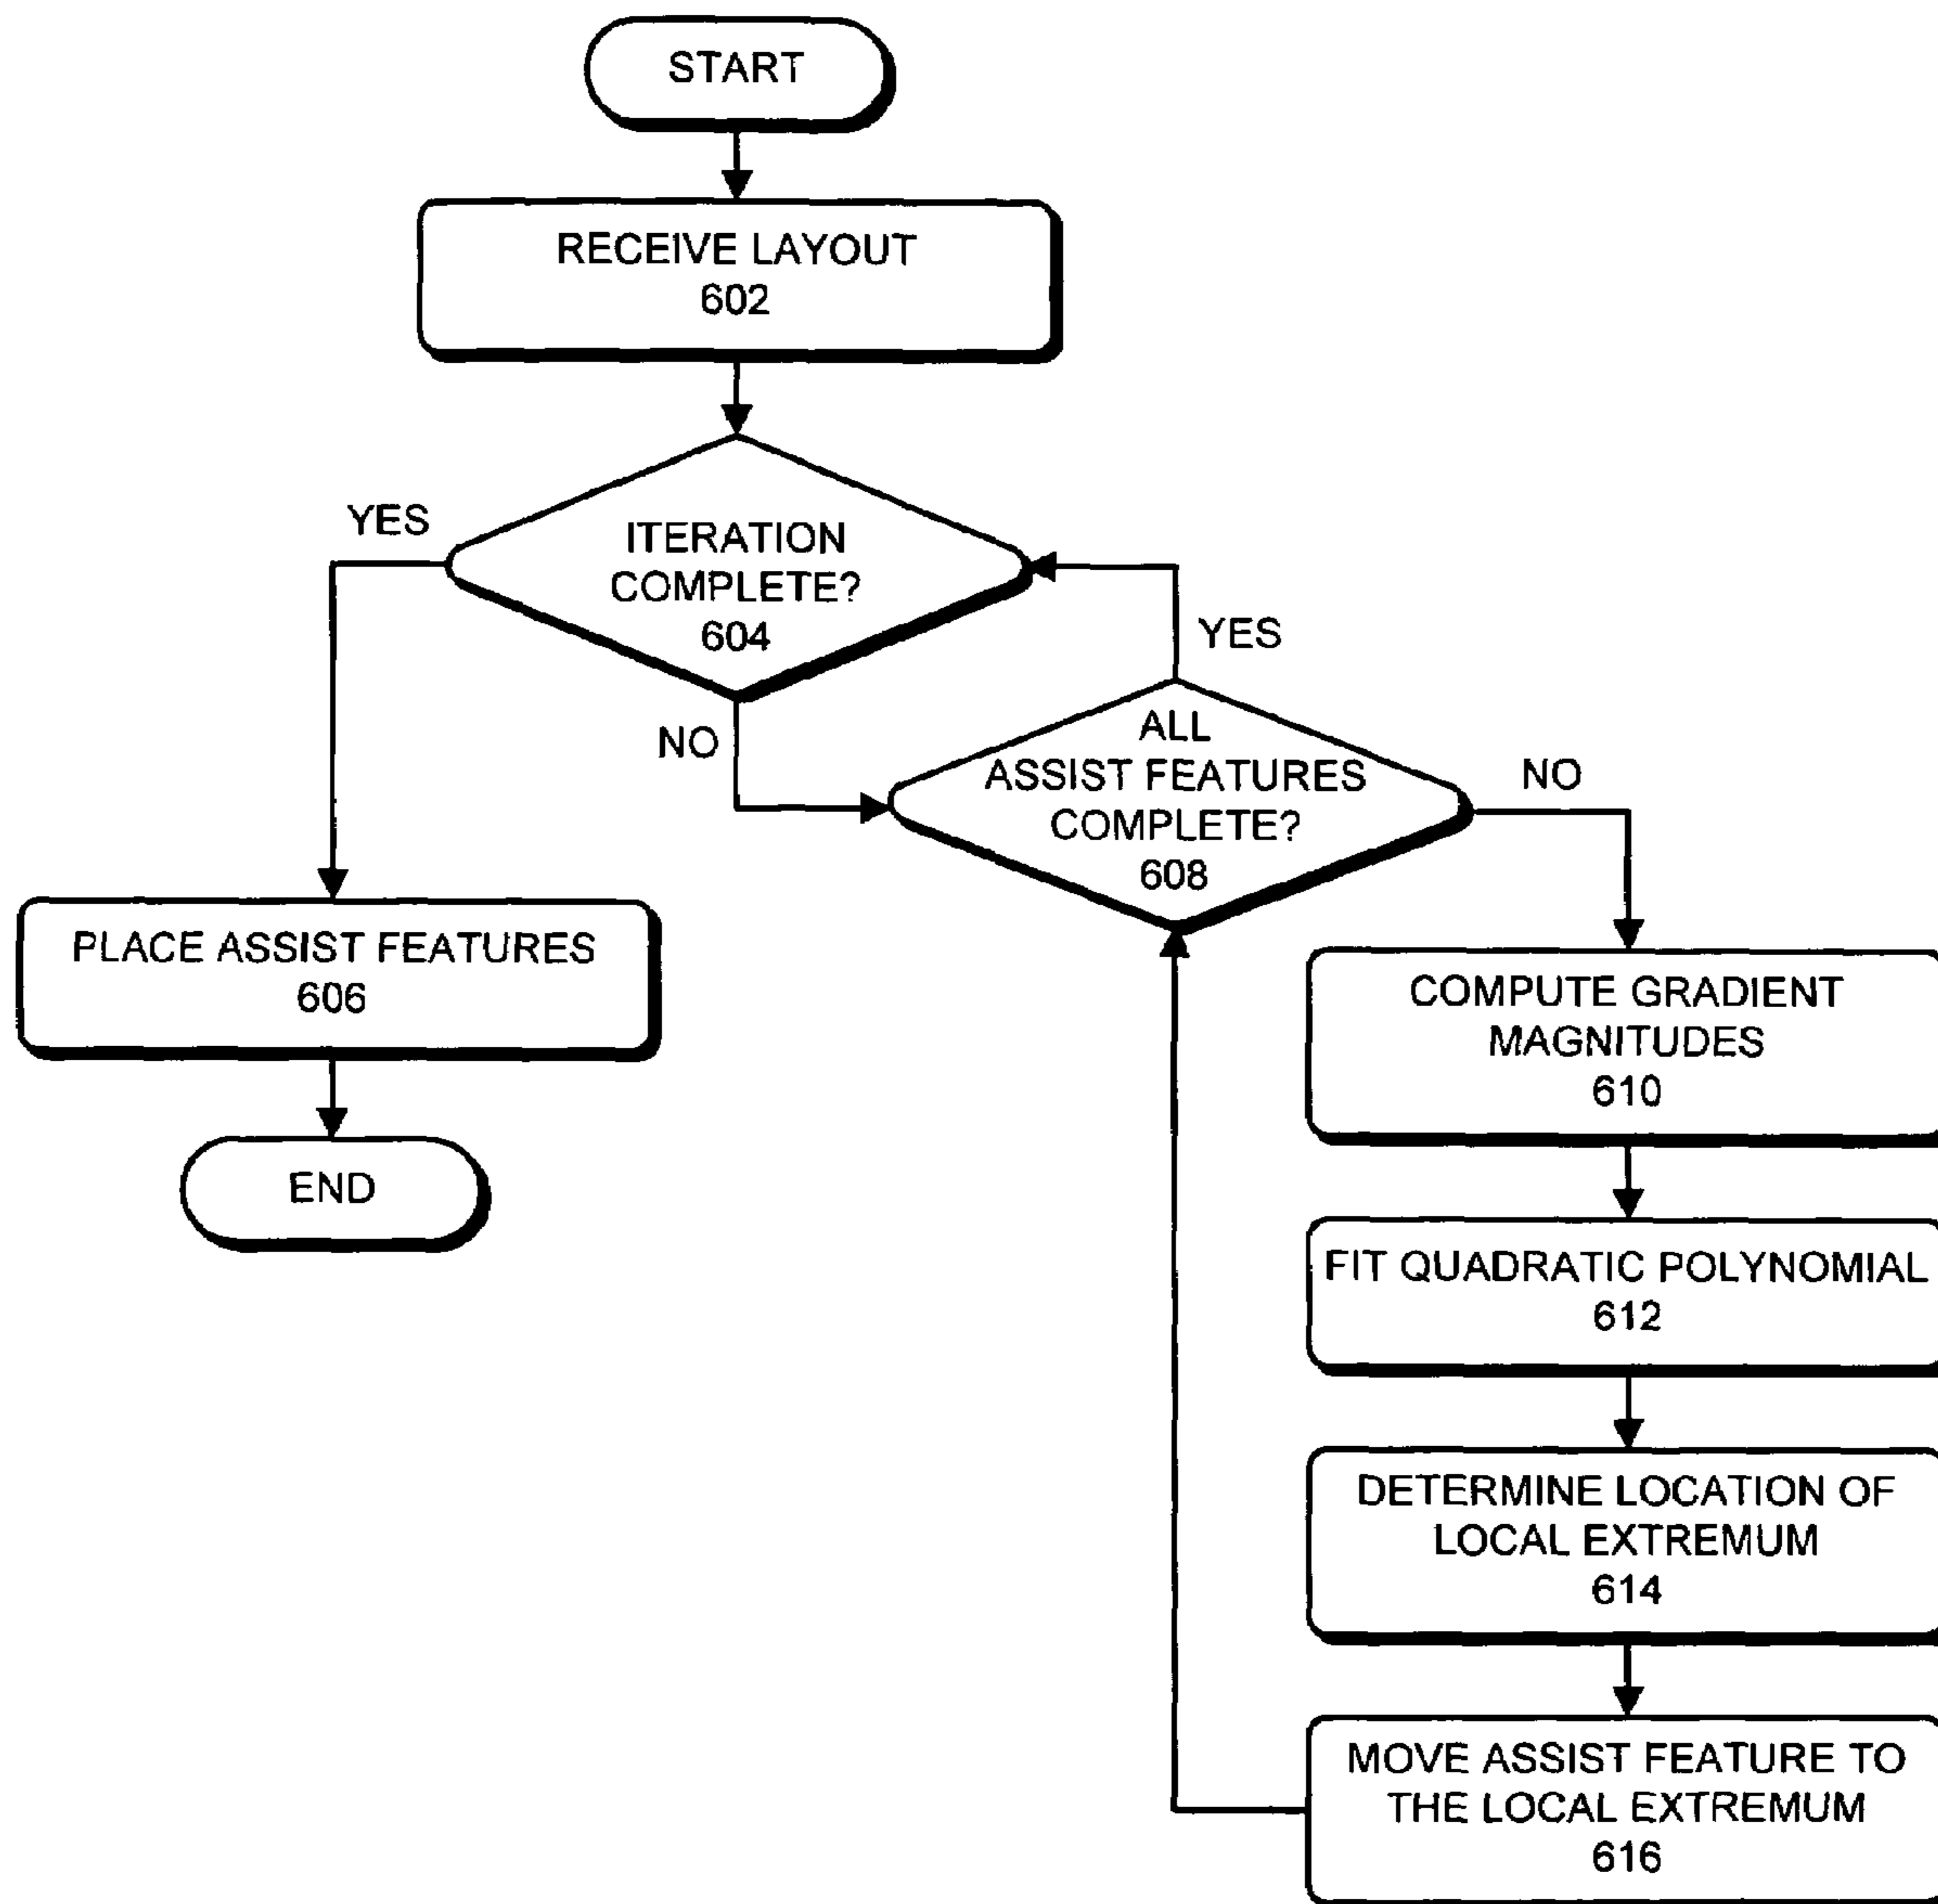 START
RECEIVE LAYOUT
602
YES
ITERATION
COMPLETE?
604
NO
YES
ALL
ASSIST FEATURES
COMPLETE?
608
NO
PLACE ASSIST FEATURES
606
END
COMPUTE GRADIENT
MAGNITUDES
610
FIT QUADRATIC POLYNOMIAL
612
DETERMINE LOCATION OF
LOCAL EXTREMUM
614
MOVE ASSIST FEATURE TO
THE LOCAL EXTREMUM
616